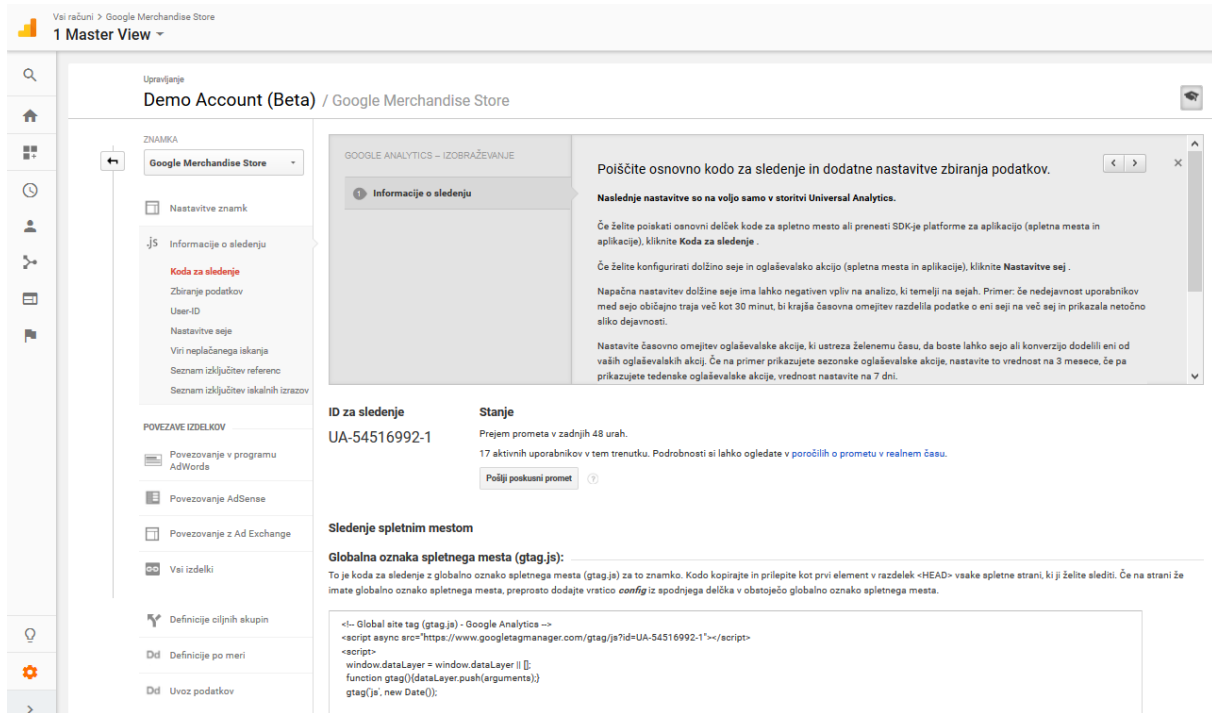 Vsi računi > Google Merchandise Store
1 Master View
Upravljanje
Demo Account (Beta) / Google Merchandise Store
ZNAMKA
Google Merchandise Store
Nastavitve znamk
.js Informacije o sledenju
Koda za sledenje
Zbiranje podatkov
User-ID
Nastavitve seje
Viri neplačanega iskanja
Seznam izključitev referenc
Seznam izključitev iskalnih izrazov
POVEZAVE IZDELKOV
Povezovanje v programu
AdWords
Povezovanje AdSense
Povezovanje z Ad Exchange
Vsi izdelki
Definicije ciljnih skupin
Dd Definicije po meri
Dd Uvoz podatkov
GOOGLE ANALYTICS – IZOBRAŽEVANJE
1 Informacije o sledenju
Poiščite osnovno kodo za sledenje in dodatne nastavitve zbiranja podatkov.
Naslednje nastavitve so na voljo samo v storitvi Universal Analytics.
Če želite poiskati osnovni delček kode za spletno mesto ali prenesti SDK-je platforme za aplikacijo (spletna mesta in
aplikacije), kliknite Koda za sledenje .
Če želite konfigurirati dolžino seje in oglaševalsko akcijo (spletna mesta in aplikacije), kliknite Nastavitve sej .
Napačna nastavitev dolžine seje ima lahko negativen vpliv na analizo, ki temelji na sejah. Primer: če nedejavnost uporabnikov
med sejo običajno traja več kot 30 minut, bi krajša časovna omejitev razdelila podatke o eni seji na več sej in prikazala netočno
sliko dejavnosti.
Nastavite časovno omejitev oglaševalske akcije, ki ustreza želenemu času, da boste lahko sejo ali konverzijo dodelili eni od
vaših oglaševalskih akcij. Če na primer prikazujete sezonske oglaševalske akcije, nastavite to vrednost na 3 mesece, če pa
prikazujete tedenske oglaševalske akcije, vrednost nastavite na 7 dni.
ID za sledenje
UA-54516992-1
Stanje
Prejem prometa v zadnjih 48 urah.
17 aktivnih uporabnikov v tem trenutku. Podrobnosti si lahko ogledate v poročilih o prometu v realnem času.
Pošlji poskusni promet ?
Sledenje spletnim mestom
Globalna oznaka spletnega mesta (gtag.js):
To je koda za sledenje z globalno oznako spletnega mesta (gtag.js) za to znamko. Kodo kopirajte in prilepite kot prvi element v razdelek <HEAD> vsake spletne strani, ki ji želite slediti. Če na strani že
imate globalno oznako spletnega mesta, preprosto dodajte vrstico config iz spodnjega delčka v obstoječo globalno oznako spletnega mesta.
<!-- Global site tag (gtag.js) - Google Analytics -->
<script async src="https://www.googletagmanager.com/gtag/js?id=UA-54516992-1"></script>
<script>
window.dataLayer = window.dataLayer || [];
function gtag(){dataLayer.push(arguments);}
gtag('js', new Date());